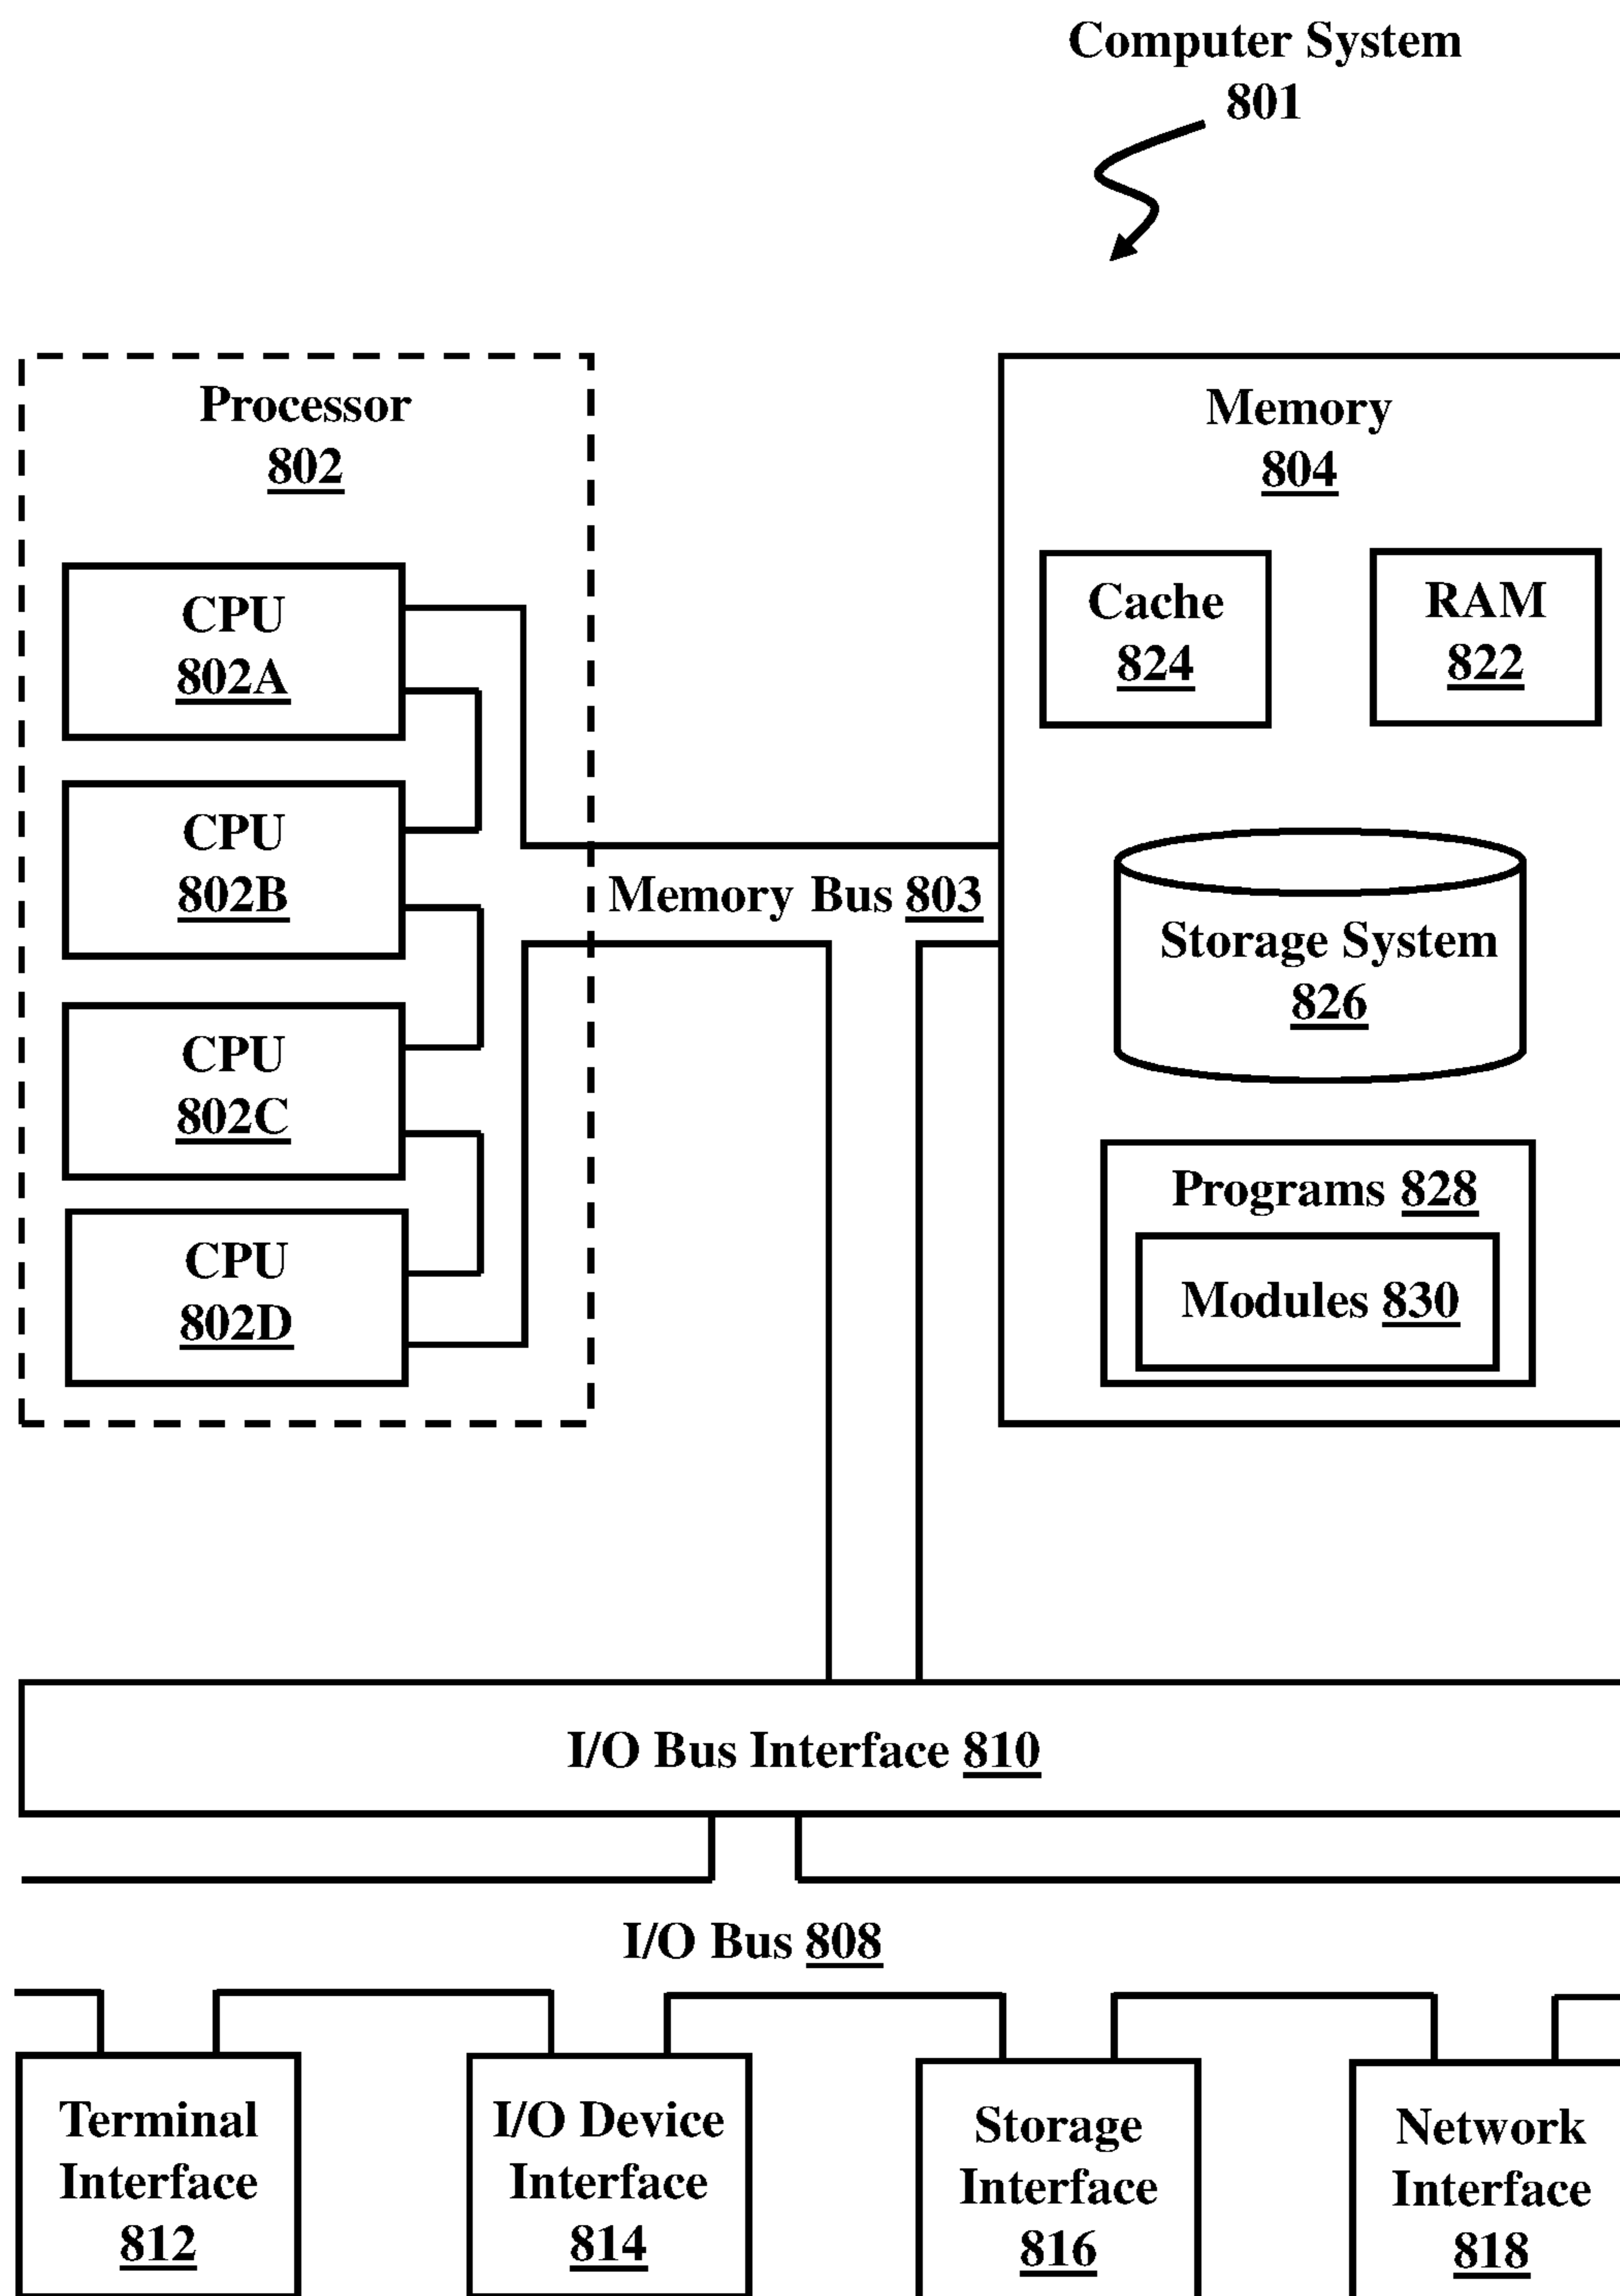 Computer System
801
Processor
802
Memory
804
CPU
802A
CPU
802B
CPU
802C
CPU
802D
Memory Bus 803
Cache
824
RAM
822
Storage System
826
Programs 828
Modules 830
I/O Bus Interface 810
I/O Bus 808
Terminal
Interface
812
I/O Device
Interface
814
Storage
Interface
816
Network
Interface
818